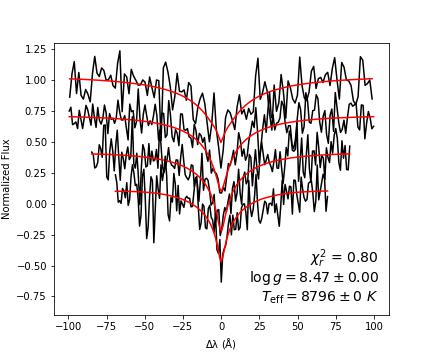 1.25
1.00
0.75
0.50
0.25
0.00
−0.25
−0.50
−0.75
Normalized Flux
χ²ᵣ = 0.80
log g = 8.47 ± 0.00
T_eff = 8796 ± 0 K
−100 −75 −50 −25 0 25 50 75 100
Δλ (Å)